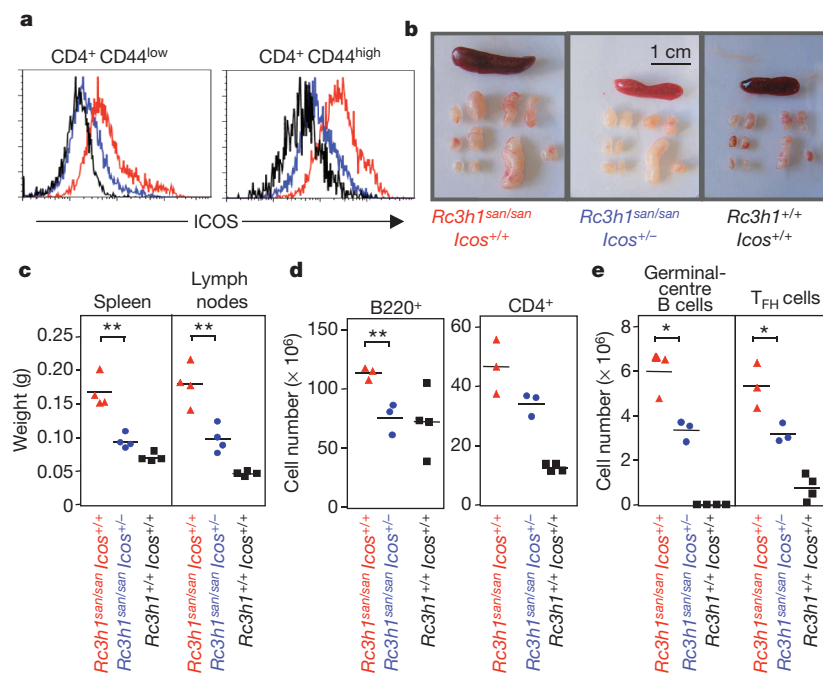 a
CD4⁺ CD44ˡᵒʷ
CD4⁺ CD44ʰⁱᵍʰ
ICOS
b
1 cm
Rc3h1ˢᵃⁿ/ˢᵃⁿ
Icos⁺/⁺
Rc3h1ˢᵃⁿ/ˢᵃⁿ
Icos⁺/⁻
Rc3h1⁺/⁺
Icos⁺/⁺
c
Spleen
Lymph
nodes
**
**
Weight (g)
0.25
0.20
0.15
0.10
0.05
0
Rc3h1ˢᵃⁿ/ˢᵃⁿ Icos⁺/⁺
Rc3h1ˢᵃⁿ/ˢᵃⁿ Icos⁺/⁻
Rc3h1⁺/⁺ Icos⁺/⁺
Rc3h1ˢᵃⁿ/ˢᵃⁿ Icos⁺/⁺
Rc3h1ˢᵃⁿ/ˢᵃⁿ Icos⁺/⁻
Rc3h1⁺/⁺ Icos⁺/⁺
d
B220⁺
CD4⁺
**
Cell number (× 10⁶)
150
100
50
0
60
40
20
0
Rc3h1ˢᵃⁿ/ˢᵃⁿ Icos⁺/⁺
Rc3h1ˢᵃⁿ/ˢᵃⁿ Icos⁺/⁻
Rc3h1⁺/⁺ Icos⁺/⁺
Rc3h1ˢᵃⁿ/ˢᵃⁿ Icos⁺/⁺
Rc3h1ˢᵃⁿ/ˢᵃⁿ Icos⁺/⁻
Rc3h1⁺/⁺ Icos⁺/⁺
e
Germinal-
centre
B cells
T_FH cells
*
*
Cell number (× 10⁶)
8
6
4
2
0
Rc3h1ˢᵃⁿ/ˢᵃⁿ Icos⁺/⁺
Rc3h1ˢᵃⁿ/ˢᵃⁿ Icos⁺/⁻
Rc3h1⁺/⁺ Icos⁺/⁺
Rc3h1ˢᵃⁿ/ˢᵃⁿ Icos⁺/⁺
Rc3h1ˢᵃⁿ/ˢᵃⁿ Icos⁺/⁻
Rc3h1⁺/⁺ Icos⁺/⁺